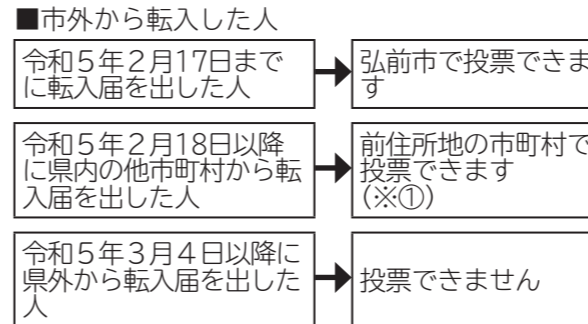 ■市外から転入した人
令和5年2月17日まで
に転入届を出した人
弘前市で投票できま
す
令和5年2月18日以降
に県内の他市町村から転
入届を出した人
前住所地の市町村で
投票できます
(※①)
令和5年3月4日以降に
県外から転入届を出した
人
投票できません